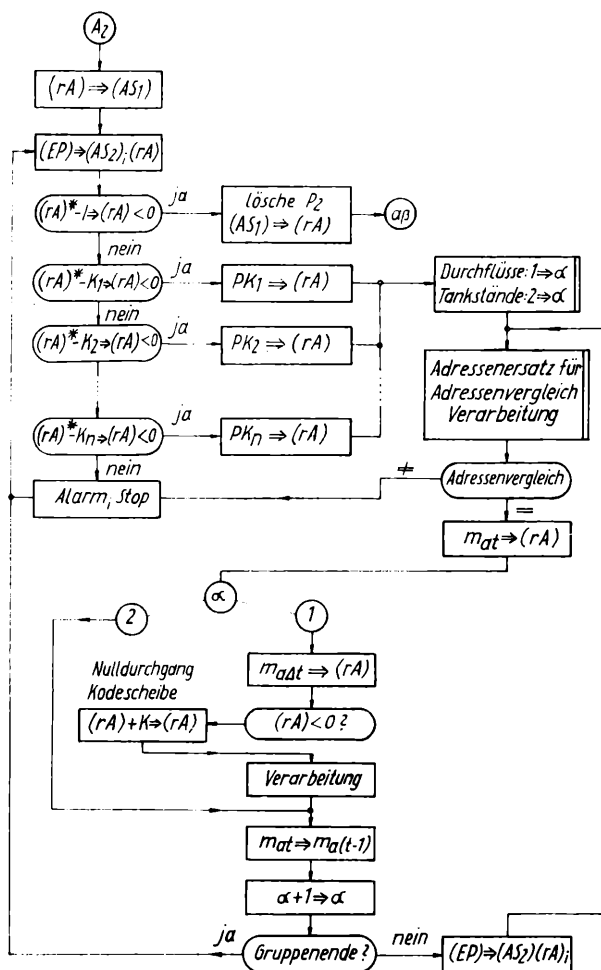 A₂
(rA)⇒(AS₁)
(EP)⇒(AS₂)ᵢ(rA)
(rA)*-I⇒(rA)<0
ja
lösche P₂
(AS₁)⇒(rA)
aβ
nein
(rA)*-K₁⇒(rA)<0
ja
PK₁⇒(rA)
Durchflüsse:1⇒α
Tankstände:2⇒α
nein
(rA)*-K₂⇒(rA)<0
ja
PK₂⇒(rA)
Adressenersatz für
Adressenvergleich
Verarbeitung
(rA)*-Kₙ⇒(rA)<0
ja
PKₙ⇒(rA)
nein
Alarm, Stop
≠
Adressenvergleich
=
mₐₜ⇒(rA)
α
2
1
m_aΔt⇒(rA)
Nulldurchgang
Kodescheibe
(rA)+K⇒(rA)
(rA)<0?
Verarbeitung
mₐₜ⇒m_a(t-1)
α+1⇒α
ja
Gruppenende?
nein
(EP)⇒(AS₂)(rA)ᵢ